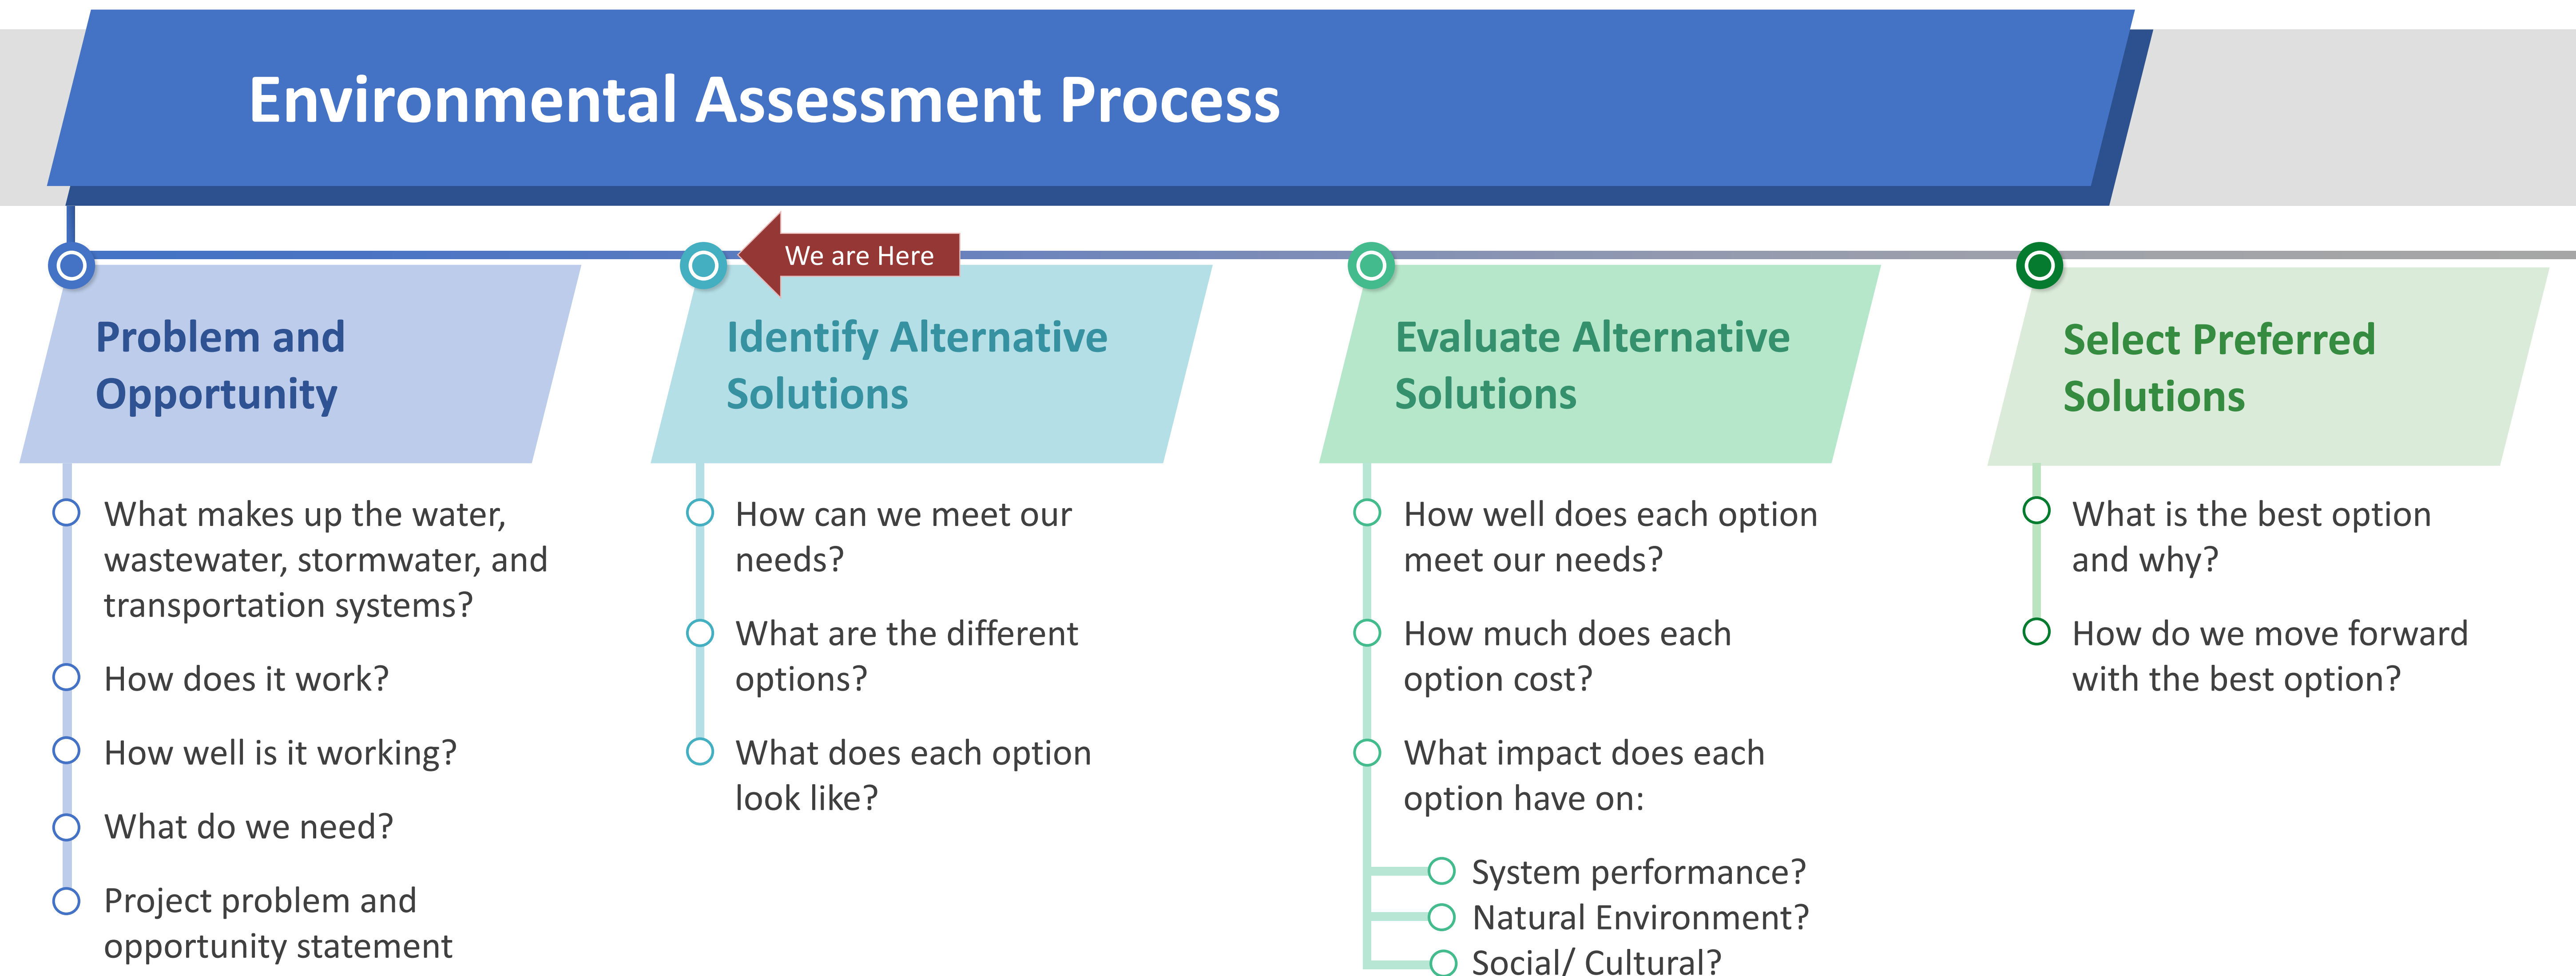 Environmental Assessment Process
We are Here
Problem and
Opportunity
What makes up the water,
wastewater, stormwater, and
transportation systems?
How does it work?
How well is it working?
What do we need?
Project problem and
opportunity statement
Identify Alternative
Solutions
How can we meet our
needs?
What are the different
options?
What does each option
look like?
Evaluate Alternative
Solutions
How well does each option
meet our needs?
How much does each
option cost?
What impact does each
option have on:
System performance?
Natural Environment?
Social/ Cultural?
Select Preferred
Solutions
What is the best option
and why?
How do we move forward
with the best option?